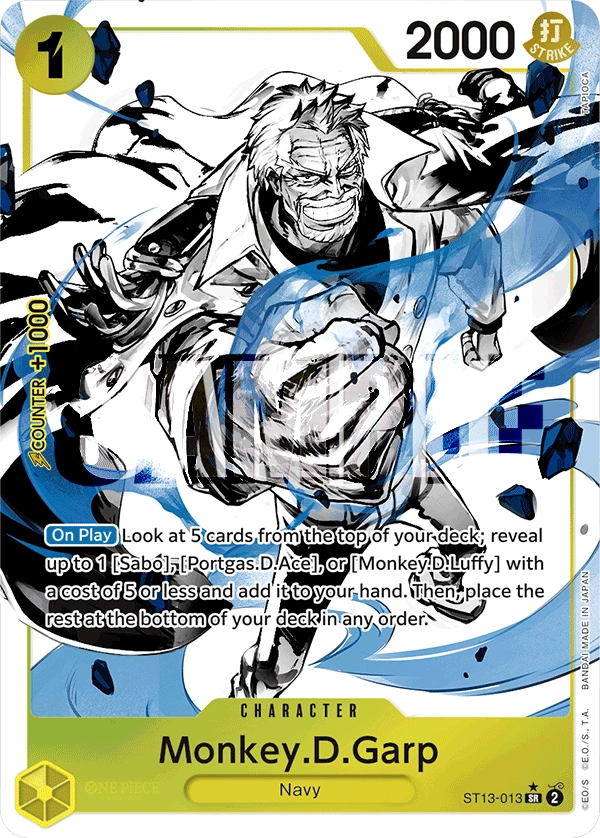 1
2000
打
STRIKE
TAPIOCA
COUNTER +1000
On Play Look at 5 cards from the top of your deck; reveal
up to 1 [Sabo], [Portgas.D.Ace], or [Monkey.D.Luffy] with
a cost of 5 or less and add it to your hand. Then, place the
rest at the bottom of your deck in any order.
©E.O./S., T.A. BANDAI MADE IN JAPAN
©EO/S
CHARACTER
Monkey.D.Garp
Navy
ONE PIECE
ST13-013 SR 2